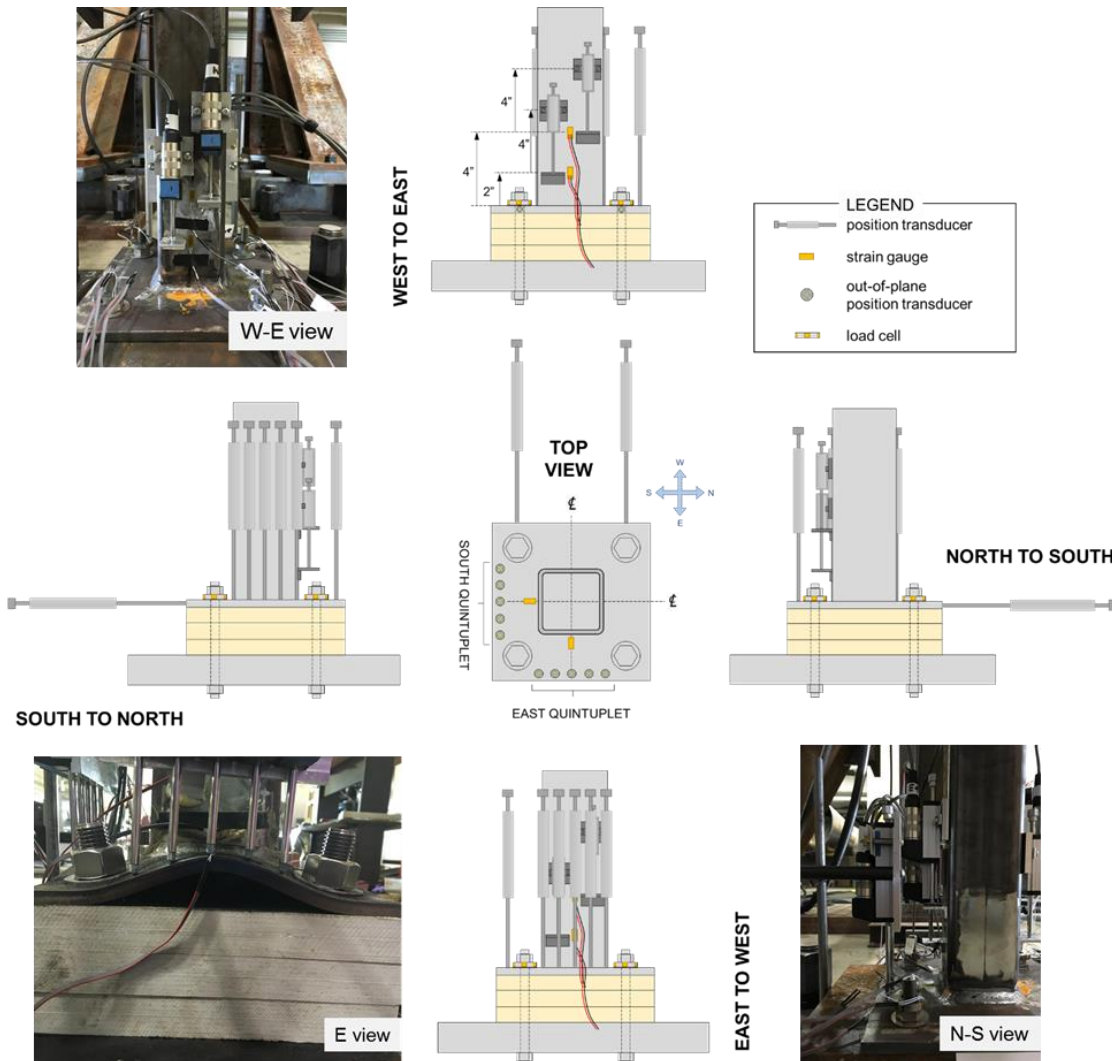 WEST TO EAST
4"
4"
4"
2"
W-E view
LEGEND
position transducer
strain gauge
out-of-plane
position transducer
load cell
TOP
VIEW
W
S
N
E
℄
℄
SOUTH QUINTUPLET
EAST QUINTUPLET
NORTH TO SOUTH
SOUTH TO NORTH
E view
EAST TO WEST
N-S view